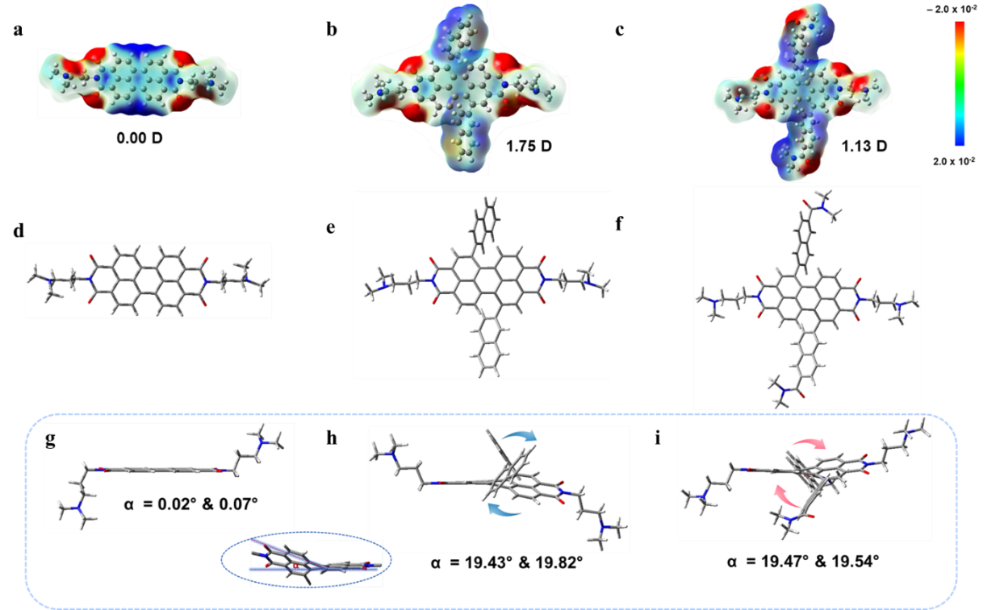 a
b
c
− 2.0 x 10⁻²
0.00 D
1.75 D
1.13 D
2.0 x 10⁻²
d
e
f
g
h
i
α = 0.02° & 0.07°
α
α = 19.43° & 19.82°
α = 19.47° & 19.54°